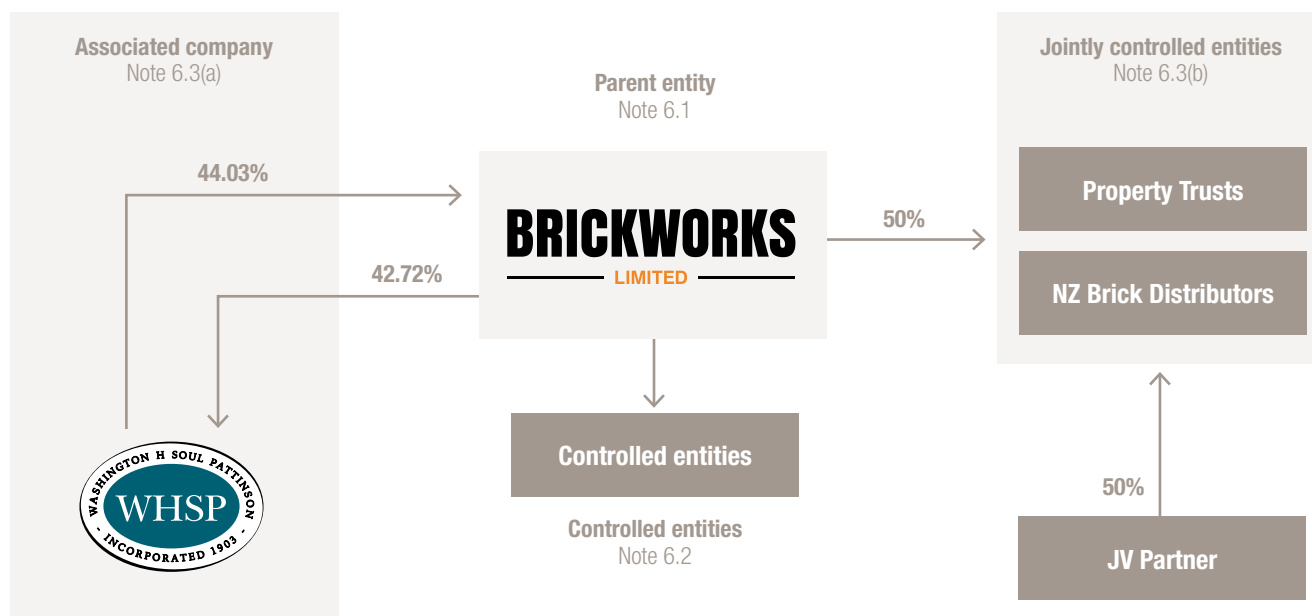 Associated company
Note 6.3(a)
44.03%
42.72%
WASHINGTON H SOUL PATTINSON
WHSP
- INCORPORATED 1903 -
Parent entity
Note 6.1
BRICKWORKS
LIMITED
Controlled entities
Controlled entities
Note 6.2
50%
Jointly controlled entities
Note 6.3(b)
Property Trusts
NZ Brick Distributors
50%
JV Partner